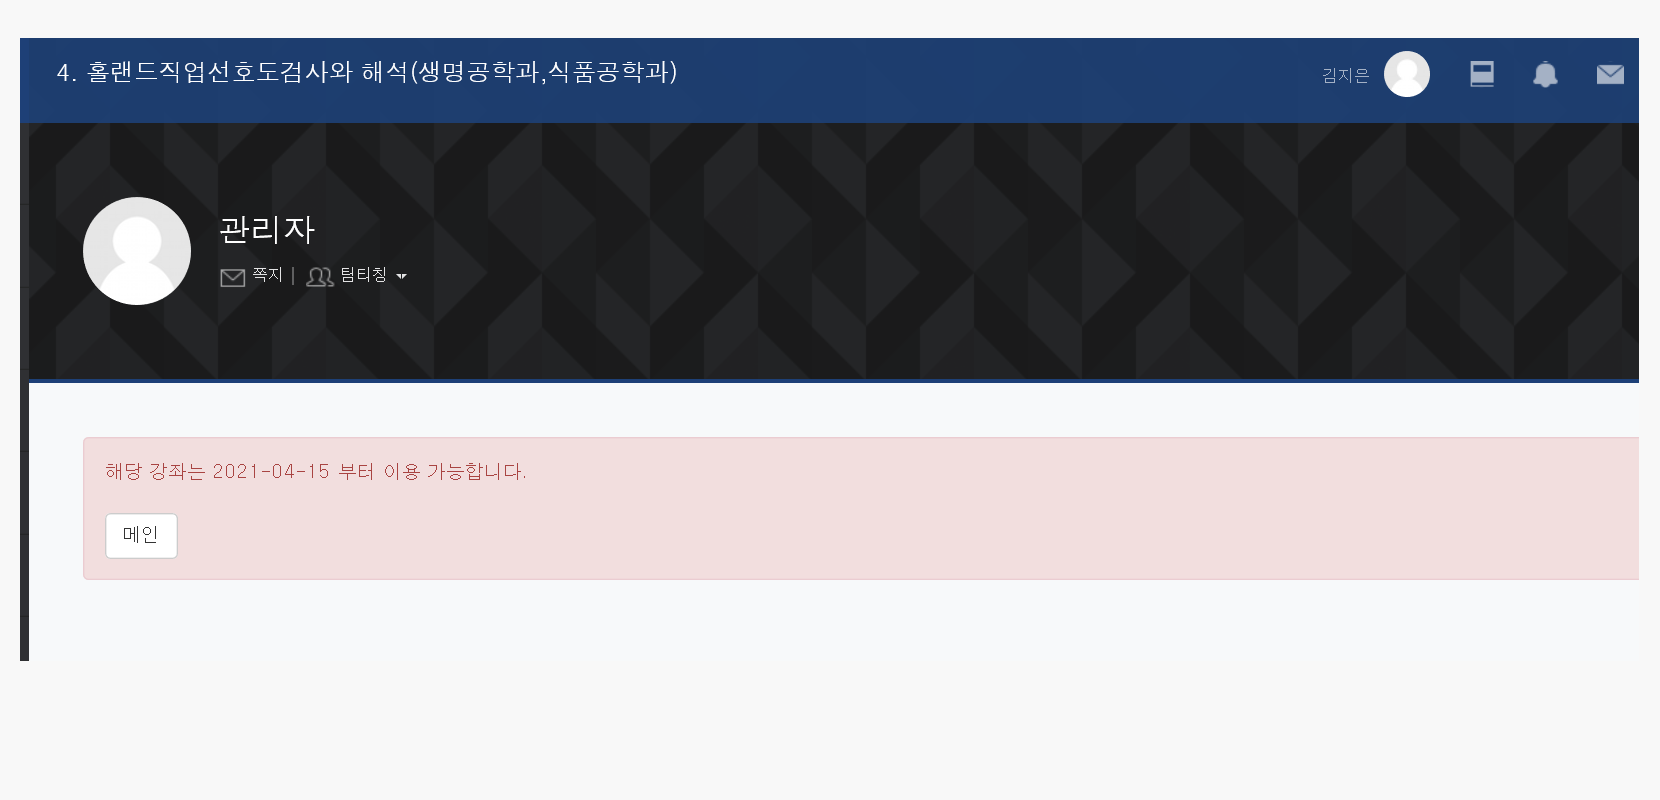 4. 홀랜드직업선호도검사와 해석(생명공학과,식품공학과)
김지은
관리자
쪽지 | 팀티칭
해당 강좌는 2021-04-15 부터 이용 가능합니다.
메인